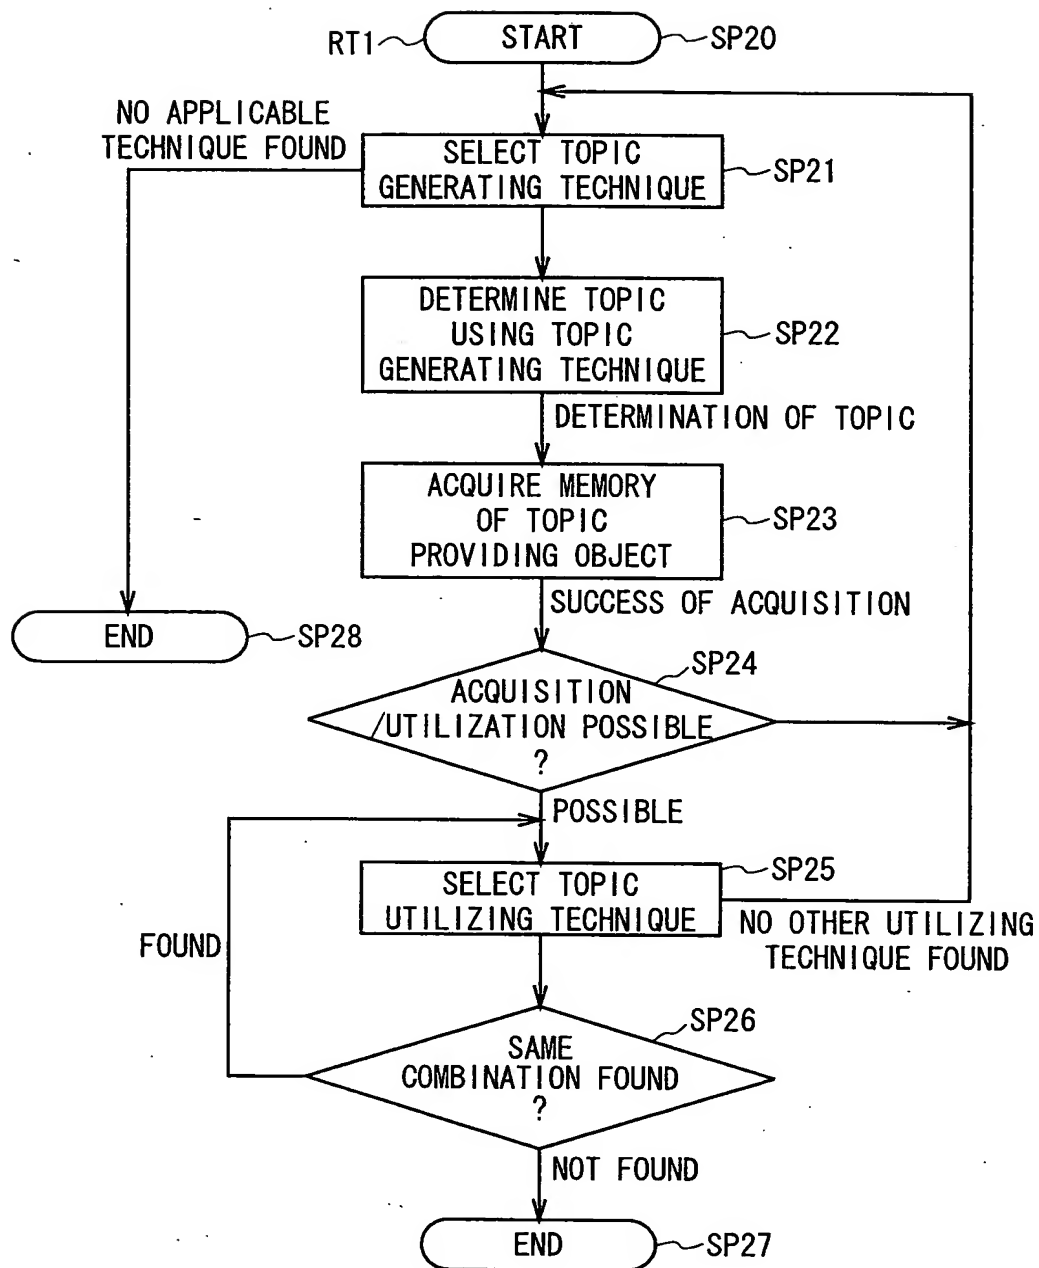 RT1
START
SP20
NO APPLICABLE
TECHNIQUE FOUND
SELECT TOPIC
GENERATING TECHNIQUE
SP21
DETERMINE TOPIC
USING TOPIC
GENERATING TECHNIQUE
SP22
DETERMINATION OF TOPIC
ACQUIRE MEMORY
OF TOPIC
PROVIDING OBJECT
SP23
SUCCESS OF ACQUISITION
END
SP28
SP24
ACQUISITION
/UTILIZATION POSSIBLE
?
POSSIBLE
SP25
SELECT TOPIC
UTILIZING TECHNIQUE
NO OTHER UTILIZING
TECHNIQUE FOUND
FOUND
SP26
SAME
COMBINATION FOUND
?
NOT FOUND
END
SP27